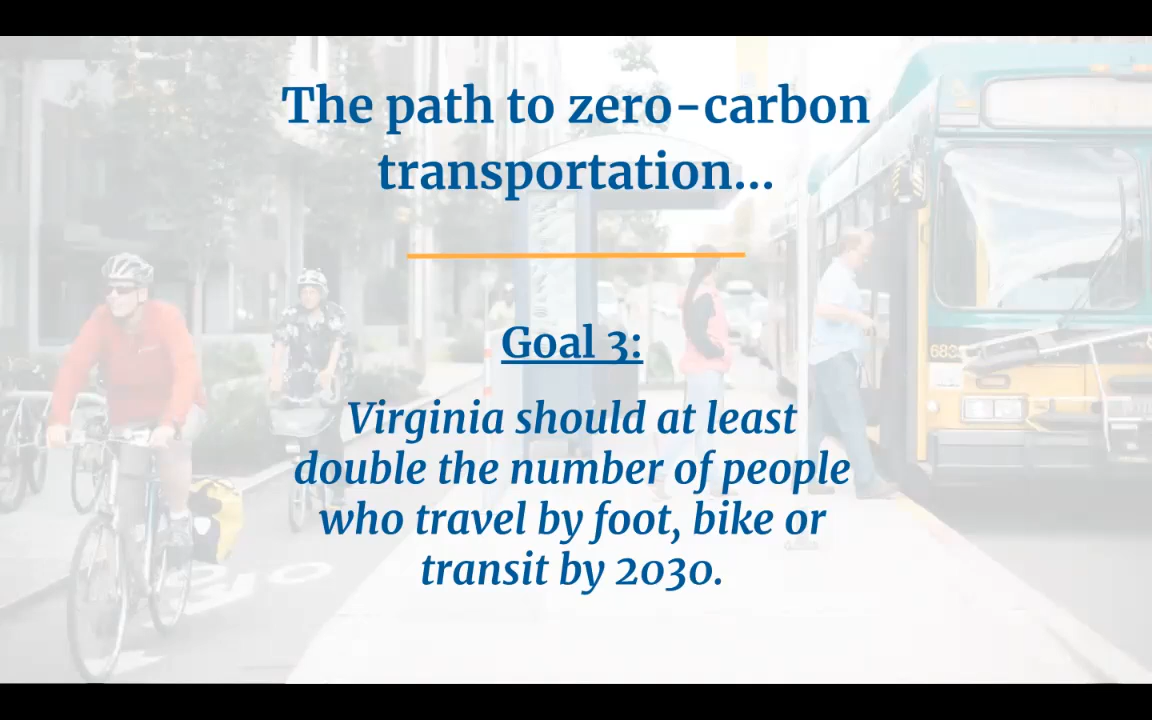 The path to zero-carbon
transportation...
Goal 3:
Virginia should at least
double the number of people
who travel by foot, bike or
transit by 2030.